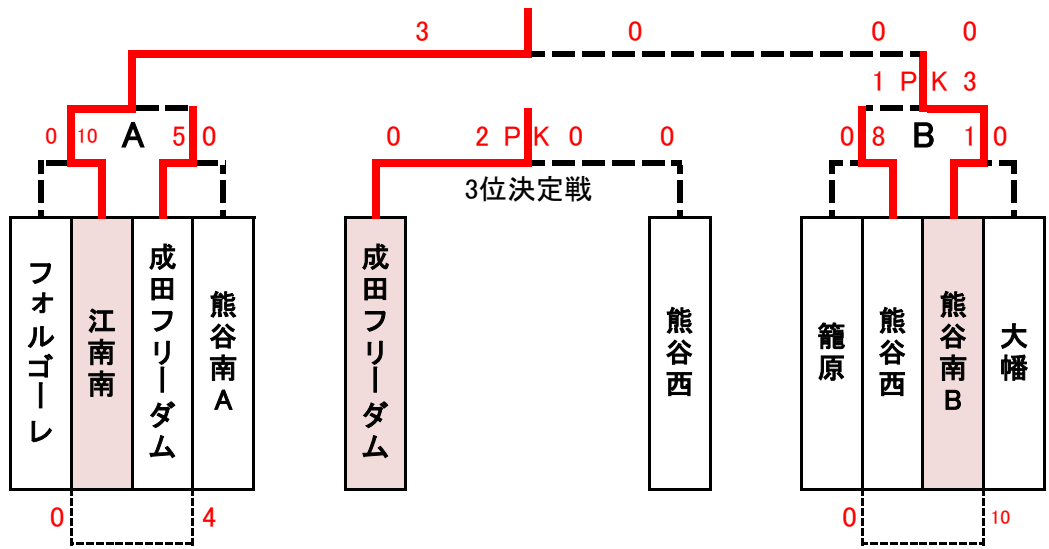 3 0 0 0
1 PK 3
0 10 A 5 0
0 2 PK 0 0
0 8 B 1 0
3位決定戦
フォルゴーレ
江南南
成田フリーダム
熊谷南A
成田フリーダム
熊谷西
籠原
熊谷西
熊谷南B
大幡
0 4
0 10